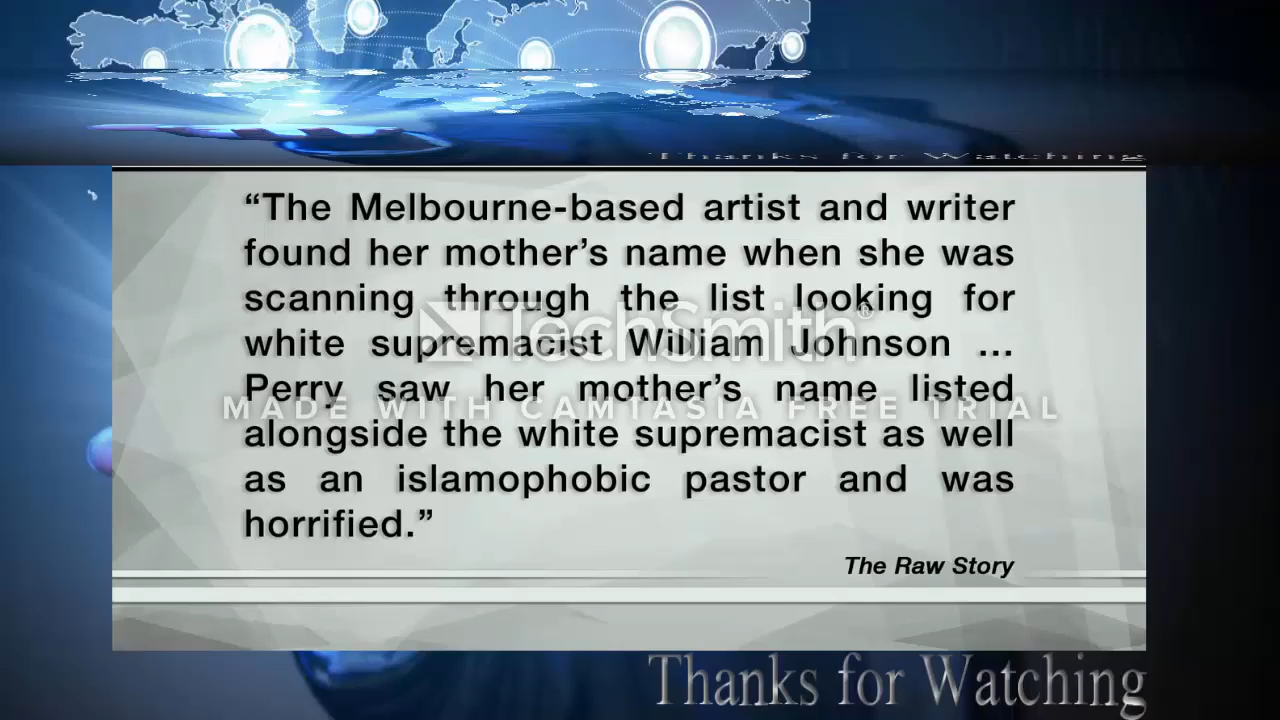 Thanks for Watching
“The Melbourne-based artist and writer
found her mother’s name when she was
scanning through the list looking for
TechSmith®
white supremacist William Johnson ...
Perry saw her mother’s name listed
MADE WITH CAMTASIA FREE TRIAL
alongside the white supremacist as well
as an islamophobic pastor and was
horrified.”
The Raw Story
Thanks for Watching